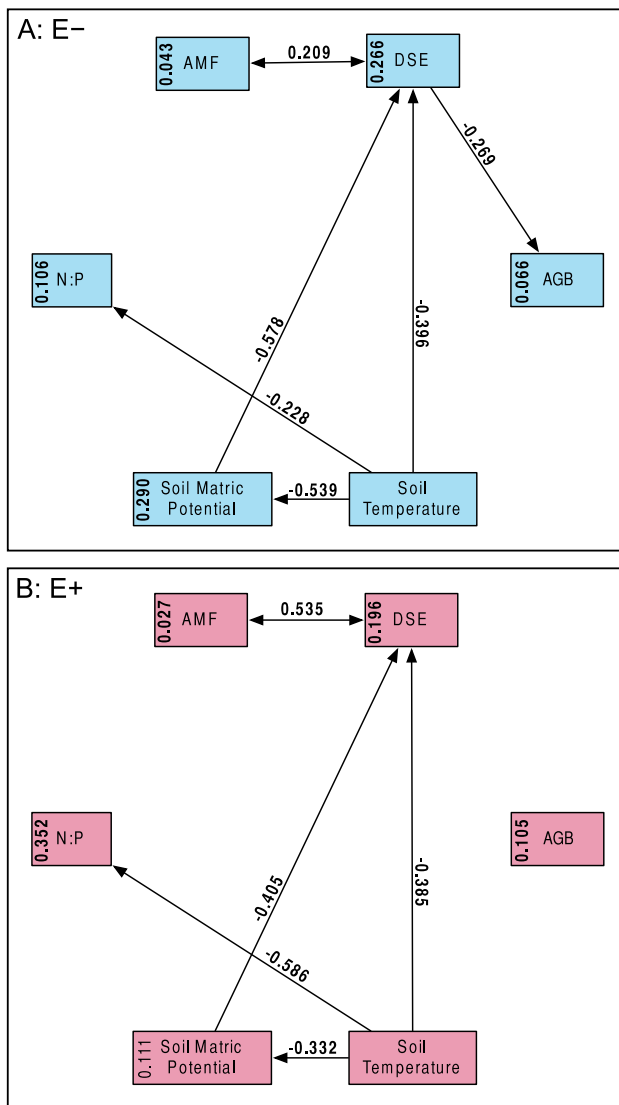 A: E−
0.043
AMF
0.209
0.266
DSE
-0.269
0.106
N:P
0.066
AGB
-0.578
-0.396
-0.228
0.290
Soil Matric
Potential
-0.539
Soil
Temperature
B: E+
0.027
AMF
0.535
0.196
DSE
0.352
N:P
0.105
AGB
-0.405
-0.385
-0.586
0.111
Soil Matric
Potential
-0.332
Soil
Temperature